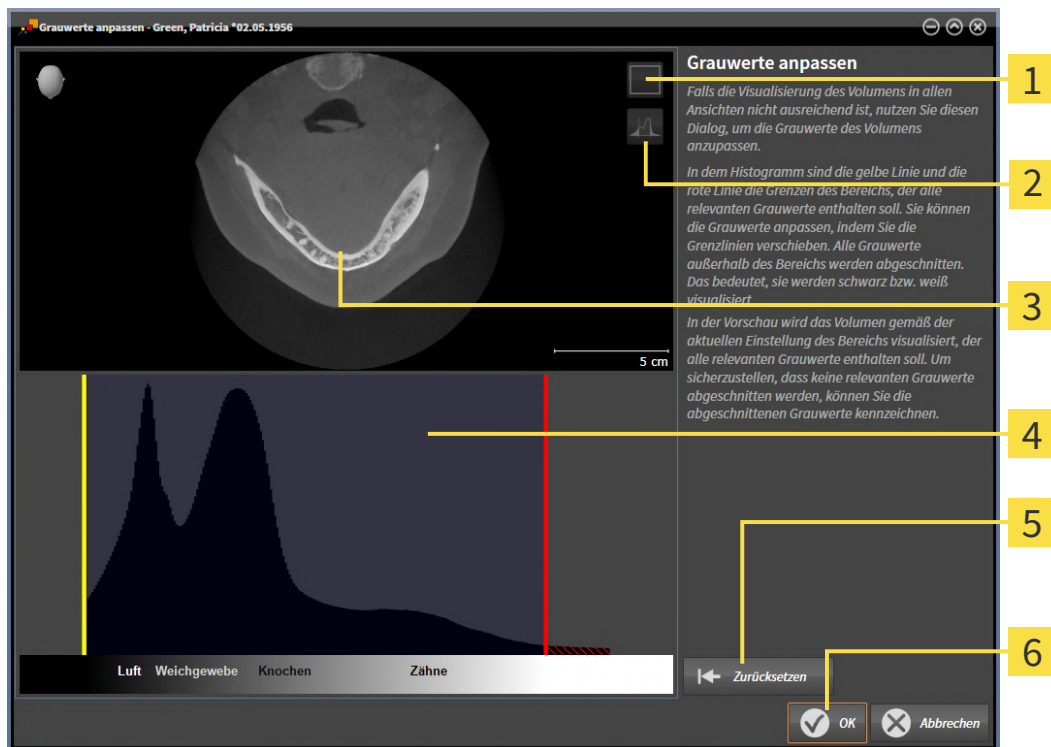 Grauwerte anpassen - Green, Patricia *02.05.1956
Grauwerte anpassen
Falls die Visualisierung des Volumens in allen
Ansichten nicht ausreichend ist, nutzen Sie diesen
Dialog, um die Grauwerte des Volumens
anzupassen.
In dem Histogramm sind die gelbe Linie und die
rote Linie die Grenzen des Bereichs, der alle
relevanten Grauwerte enthalten soll. Sie können
die Grauwerte anpassen, indem Sie die
Grenzlinien verschieben. Alle Grauwerte
außerhalb des Bereichs werden abgeschnitten.
Das bedeutet, sie werden schwarz bzw. weiß
visualisiert.
In der Vorschau wird das Volumen gemäß der
aktuellen Einstellung des Bereichs visualisiert, der
alle relevanten Grauwerte enthalten soll. Um
sicherzustellen, dass keine relevanten Grauwerte
abgeschnitten werden, können Sie die
abgeschnittenen Grauwerte kennzeichnen.
5 cm
Luft Weichgewebe Knochen Zähne
Zurücksetzen
OK Abbrechen
1
2
3
4
5
6